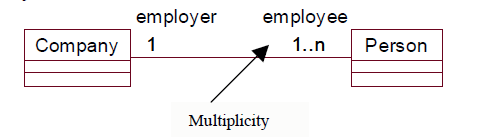 employer employee
Company 1 1..n Person
Multiplicity